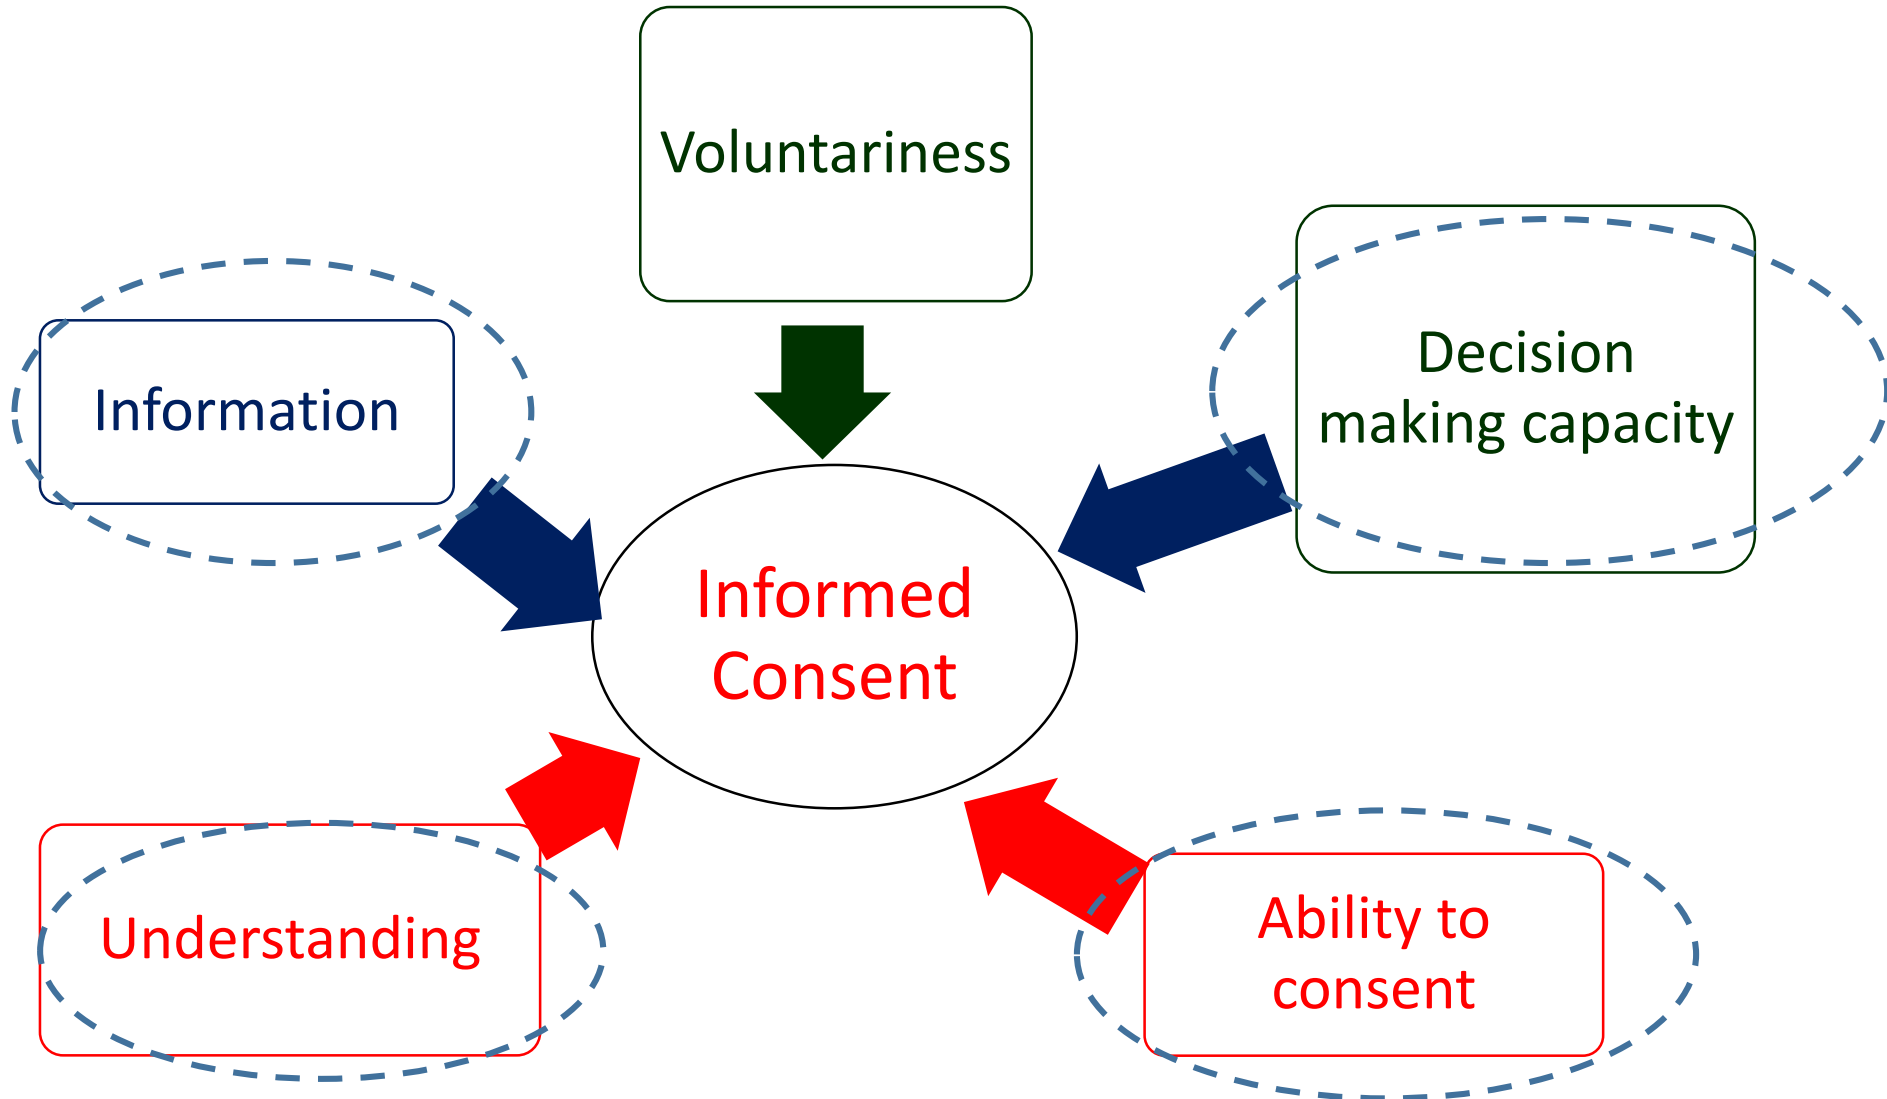 Voluntariness
Information
Decision
making capacity
Informed
Consent
Understanding
Ability to
consent